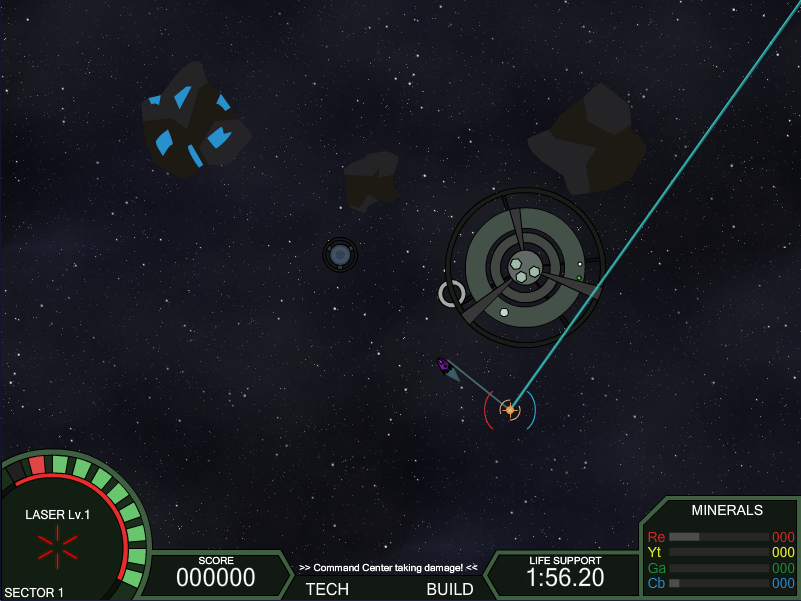 LASER Lv.1
SECTOR 1
SCORE
000000
>> Command Center taking damage! <<
TECH
BUILD
LIFE SUPPORT
1:56.20
MINERALS
Re 000
Yt 000
Ga 000
Cb 000